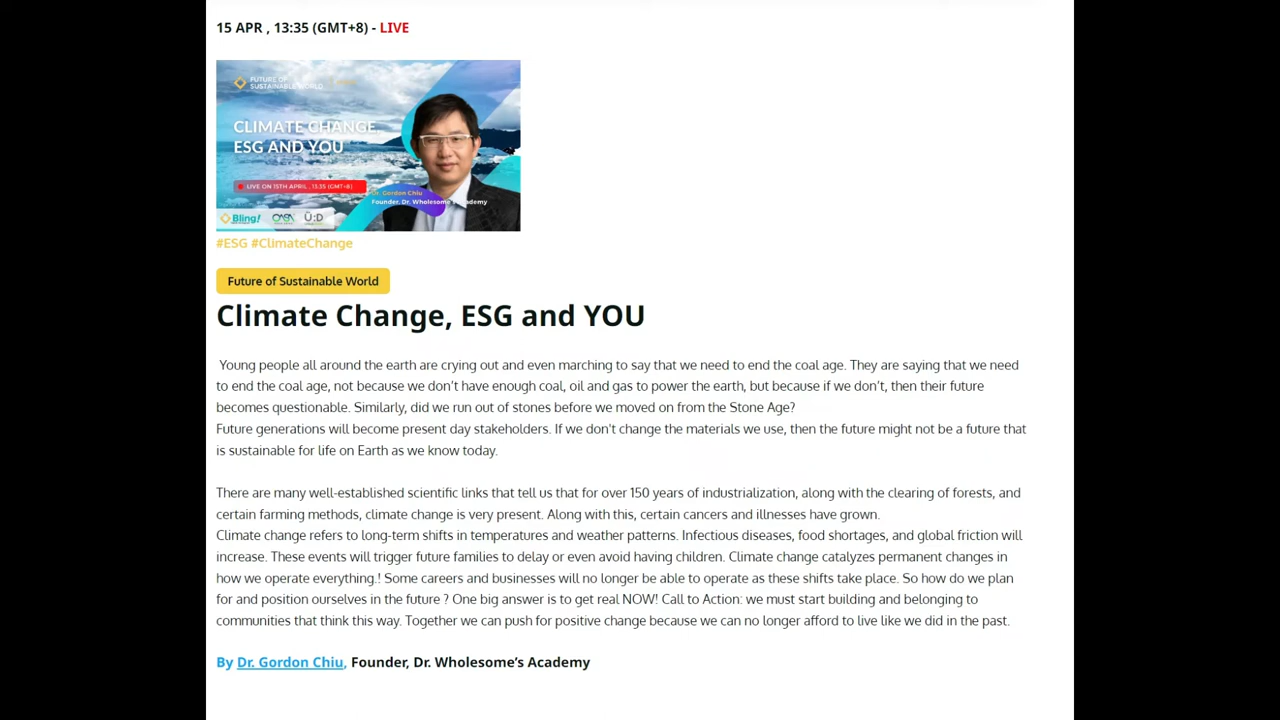 15 APR , 13:35 (GMT+8) - LIVE
FUTURE OF
SUSTAINABLE WORLD
CLIMATE CHANGE,
ESG AND YOU
LIVE ON 15TH APRIL , 13:35 (GMT+8)
Dr. Gordon Chiu
Founder, Dr. Wholesome's Academy
Bling!
#ESG #ClimateChange
Future of Sustainable World
Climate Change, ESG and YOU
Young people all around the earth are crying out and even marching to say that we need to end the coal age. They are saying that we need
to end the coal age, not because we don’t have enough coal, oil and gas to power the earth, but because if we don’t, then their future
becomes questionable. Similarly, did we run out of stones before we moved on from the Stone Age?
Future generations will become present day stakeholders. If we don't change the materials we use, then the future might not be a future that
is sustainable for life on Earth as we know today.
There are many well-established scientific links that tell us that for over 150 years of industrialization, along with the clearing of forests, and
certain farming methods, climate change is very present. Along with this, certain cancers and illnesses have grown.
Climate change refers to long-term shifts in temperatures and weather patterns. Infectious diseases, food shortages, and global friction will
increase. These events will trigger future families to delay or even avoid having children. Climate change catalyzes permanent changes in
how we operate everything.! Some careers and businesses will no longer be able to operate as these shifts take place. So how do we plan
for and position ourselves in the future ? One big answer is to get real NOW! Call to Action: we must start building and belonging to
communities that think this way. Together we can push for positive change because we can no longer afford to live like we did in the past.
By Dr. Gordon Chiu, Founder, Dr. Wholesome’s Academy